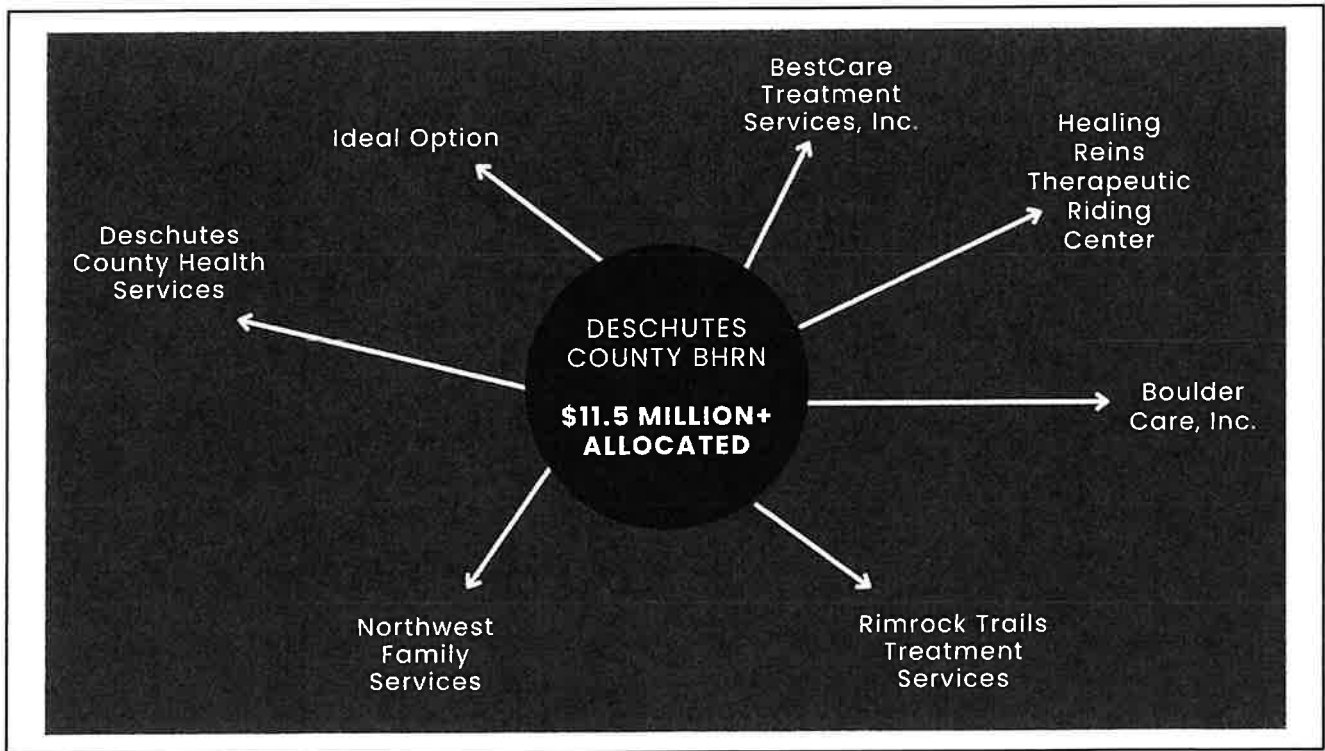 BestCare
Treatment
Services, Inc.
Ideal Option
Healing
Reins
Therapeutic
Riding
Center
Deschutes
County Health
Services
DESCHUTES
COUNTY BHRN
$11.5 MILLION+
ALLOCATED
Boulder
Care, Inc.
Northwest
Family
Services
Rimrock Trails
Treatment
Services